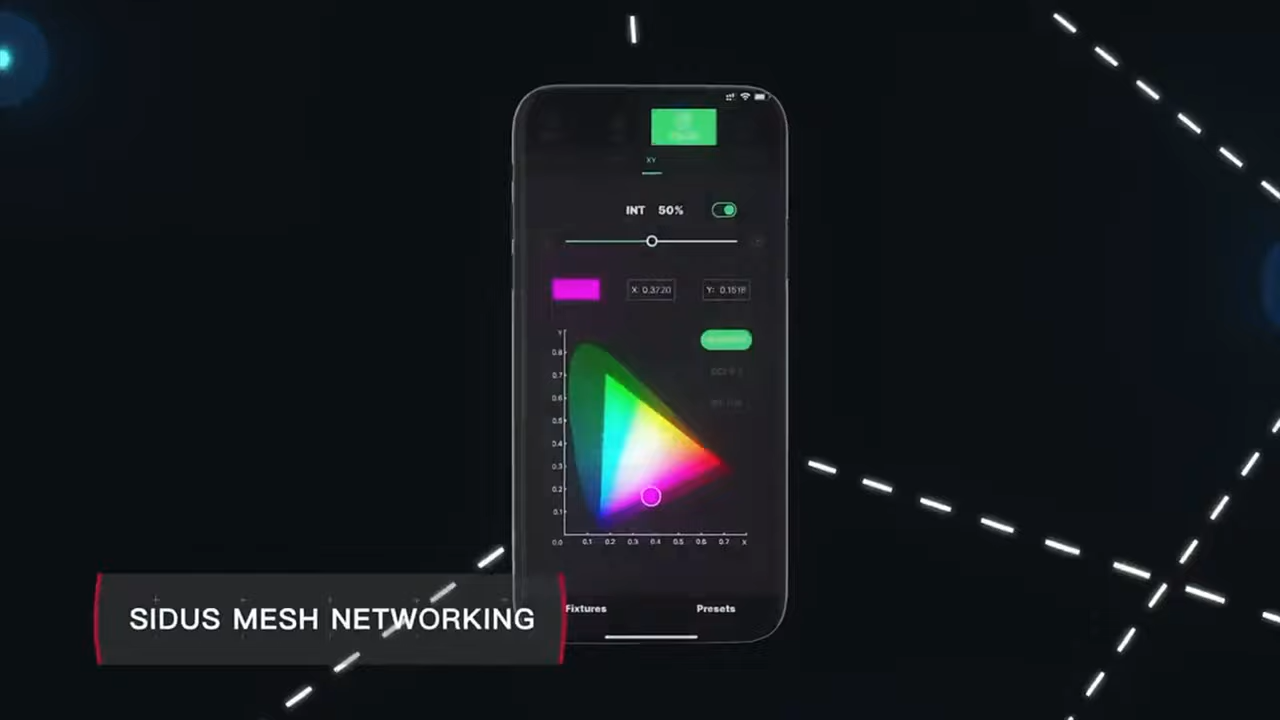 XY
INT 50%
X: 0.3720
Y: 0.1518
Y
0.8
0.7
0.6
0.5
0.4
0.3
0.2
0.1
0.0
0.1 0.2 0.3 0.4 0.5 0.6 0.7 X
Fixtures
Presets
SIDUS MESH NETWORKING